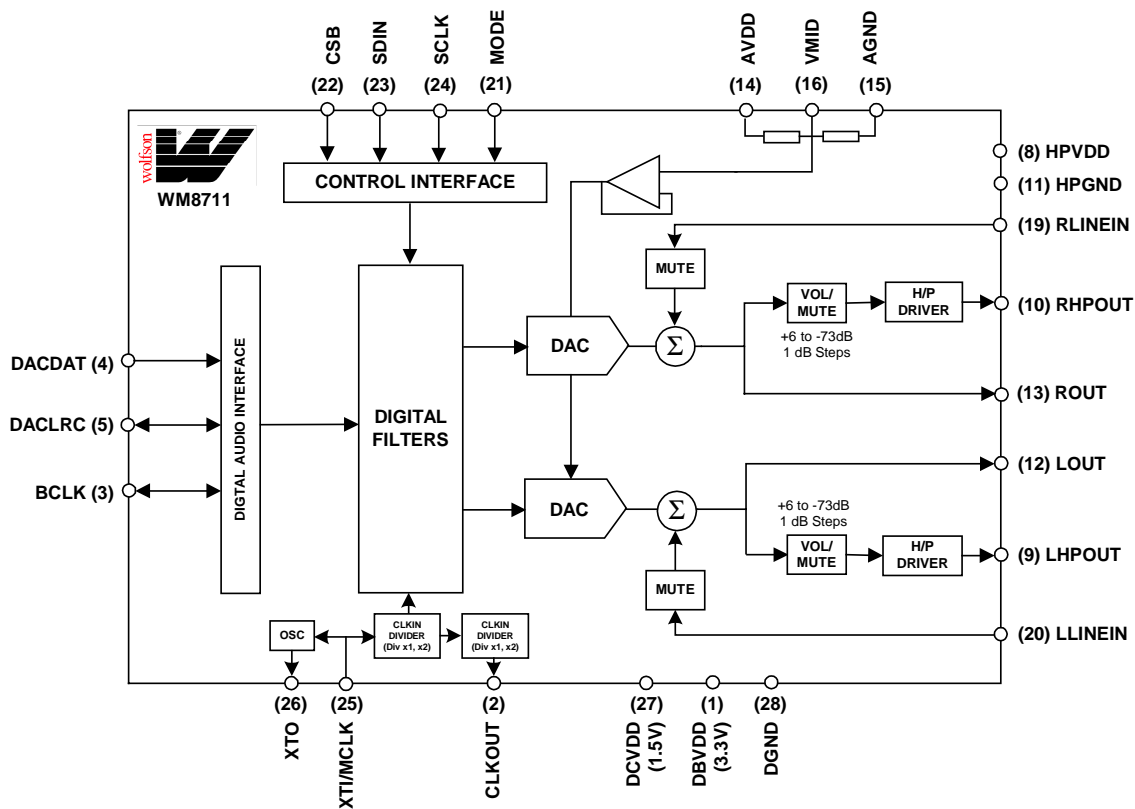 CSB
SDIN
SCLK
MODE
AVDD
VMID
AGND
(22)
(23)
(24)
(21)
(14)
(16)
(15)
wolfson
®
WM8711
CONTROL INTERFACE
(8) HPVDD
(11) HPGND
(19) RLINEIN
MUTE
VOL/
MUTE
H/P
DRIVER
(10) RHPOUT
+6 to -73dB
1 dB Steps
DAC
Σ
DACDAT (4)
DACLRC (5)
BCLK (3)
DIGTAL AUDIO INTERFACE
DIGITAL
FILTERS
(13) ROUT
(12) LOUT
DAC
Σ
+6 to -73dB
1 dB Steps
VOL/
MUTE
H/P
DRIVER
(9) LHPOUT
MUTE
(20) LLINEIN
OSC
CLKIN
DIVIDER
(Div x1, x2)
CLKIN
DIVIDER
(Div x1, x2)
(26)
(25)
(2)
(27)
(1)
(28)
XTO
XTI/MCLK
CLKOUT
DCVDD
(1.5V)
DBVDD
(3.3V)
DGND